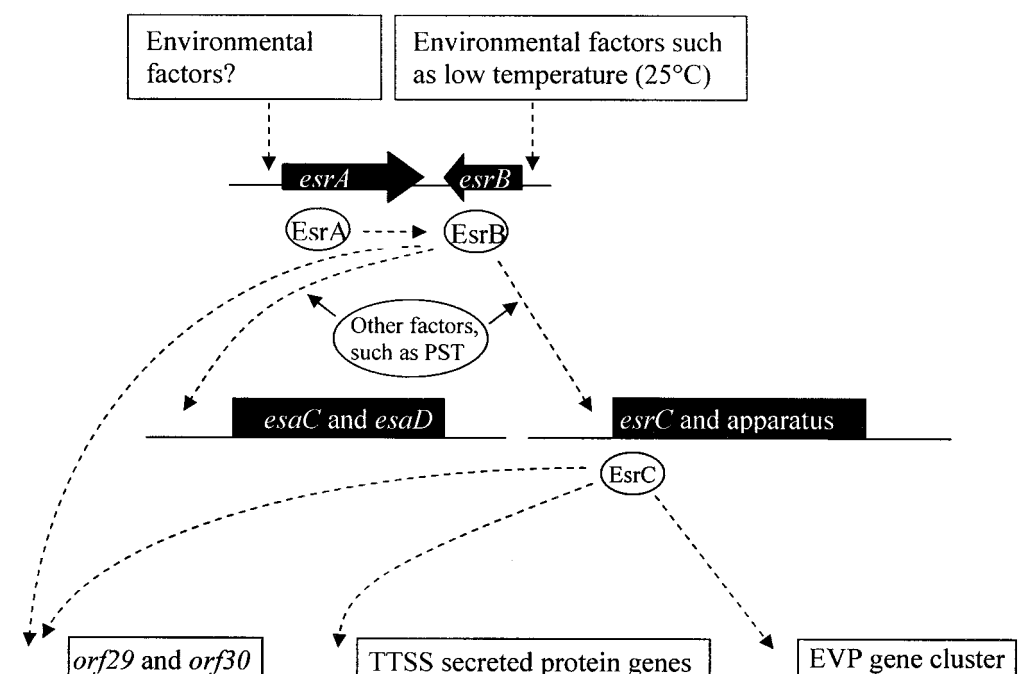 Environmental
factors?
Environmental factors such
as low temperature (25°C)
esrA
esrB
EsrA
EsrB
Other factors,
such as PST
esaC and esaD
esrC and apparatus
EsrC
orf29 and orf30
TTSS secreted protein genes
EVP gene cluster